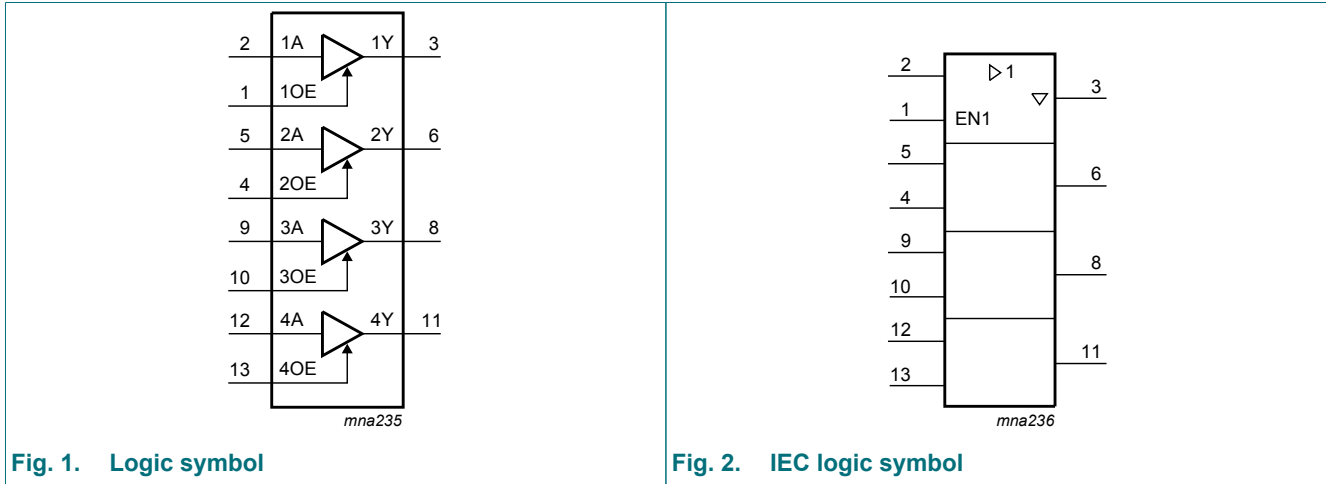 2 1A 1Y 3
1 1OE
5 2A 2Y 6
4 2OE
9 3A 3Y 8
10 3OE
12 4A 4Y 11
13 4OE
mna235
Fig. 1. Logic symbol
2 1
3
1 EN1
5
6
4
9
8
10
12
11
13
mna236
Fig. 2. IEC logic symbol